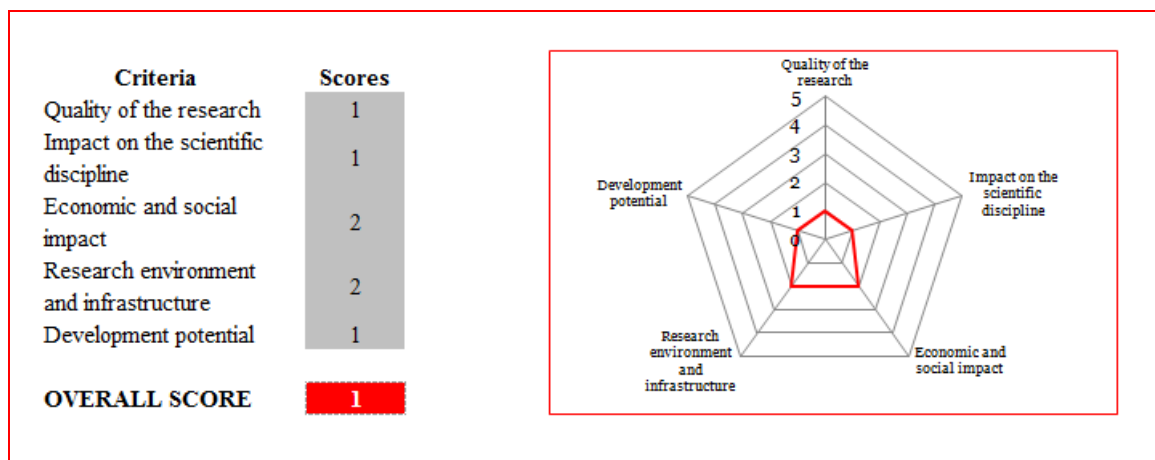 Criteria Scores
Quality of the research 1
Impact on the scientific
discipline 1
Economic and social
impact 2
Research environment
and infrastructure 2
Development potential 1
OVERALL SCORE 1
Quality of the
research
5
4
3
2
1
0
Impact on the
scientific
discipline
Economic and
social impact
Research
environment
and
infrastructure
Development
potential